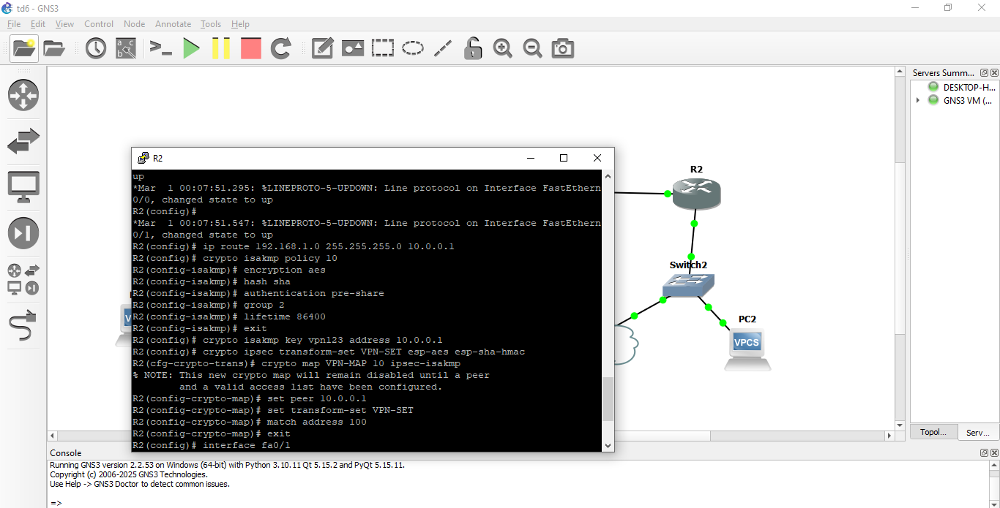 td6 - GNS3
File Edit View Control Node Annotate Tools Help
Servers Summ...
DESKTOP-H...
GNS3 VM (...
R2
up
*Mar  1 00:07:51.295: %LINEPROTO-5-UPDOWN: Line protocol on Interface FastEthern
0/0, changed state to up
R2(config)#
*Mar  1 00:07:51.547: %LINEPROTO-5-UPDOWN: Line protocol on Interface FastEthern
0/1, changed state to up
R2(config)# ip route 192.168.1.0 255.255.255.0 10.0.0.1
R2(config)# crypto isakmp policy 10
R2(config-isakmp)# encryption aes
R2(config-isakmp)# hash sha
R2(config-isakmp)# authentication pre-share
R2(config-isakmp)# group 2
R2(config-isakmp)# lifetime 86400
R2(config-isakmp)# exit
R2(config)# crypto isakmp key vpn123 address 10.0.0.1
R2(config)# crypto ipsec transform-set VPN-SET esp-aes esp-sha-hmac
R2(cfg-crypto-trans)# crypto map VPN-MAP 10 ipsec-isakmp
% NOTE: This new crypto map will remain disabled until a peer
        and a valid access list have been configured.
R2(config-crypto-map)# set peer 10.0.0.1
R2(config-crypto-map)# set transform-set VPN-SET
R2(config-crypto-map)# match address 100
R2(config-crypto-map)# exit
R2(config)# interface fa0/1
R2
Switch2
PC2
VPCS
Topol...
Serv...
Console
Running GNS3 version 2.2.53 on Windows (64-bit) with Python 3.10.11 Qt 5.15.2 and PyQt 5.15.11.
Copyright (c) 2006-2025 GNS3 Technologies.
Use Help -> GNS3 Doctor to detect common issues.
=>